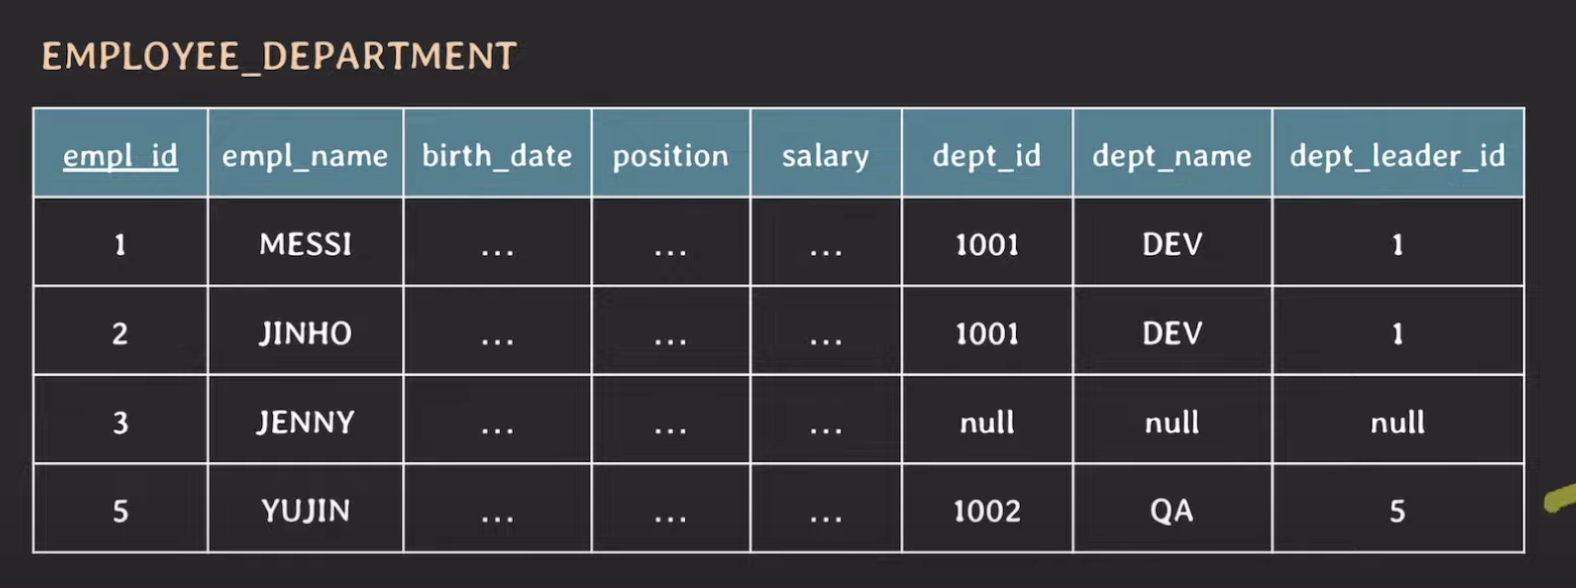 EMPLOYEE_DEPARTMENT
empl_id empl_name birth_date position salary dept_id dept_name dept_leader_id
1 MESSI ... ... ... 1001 DEV 1
2 JINHO ... ... ... 1001 DEV 1
3 JENNY ... ... ... null null null
5 YUJIN ... ... ... 1002 QA 5